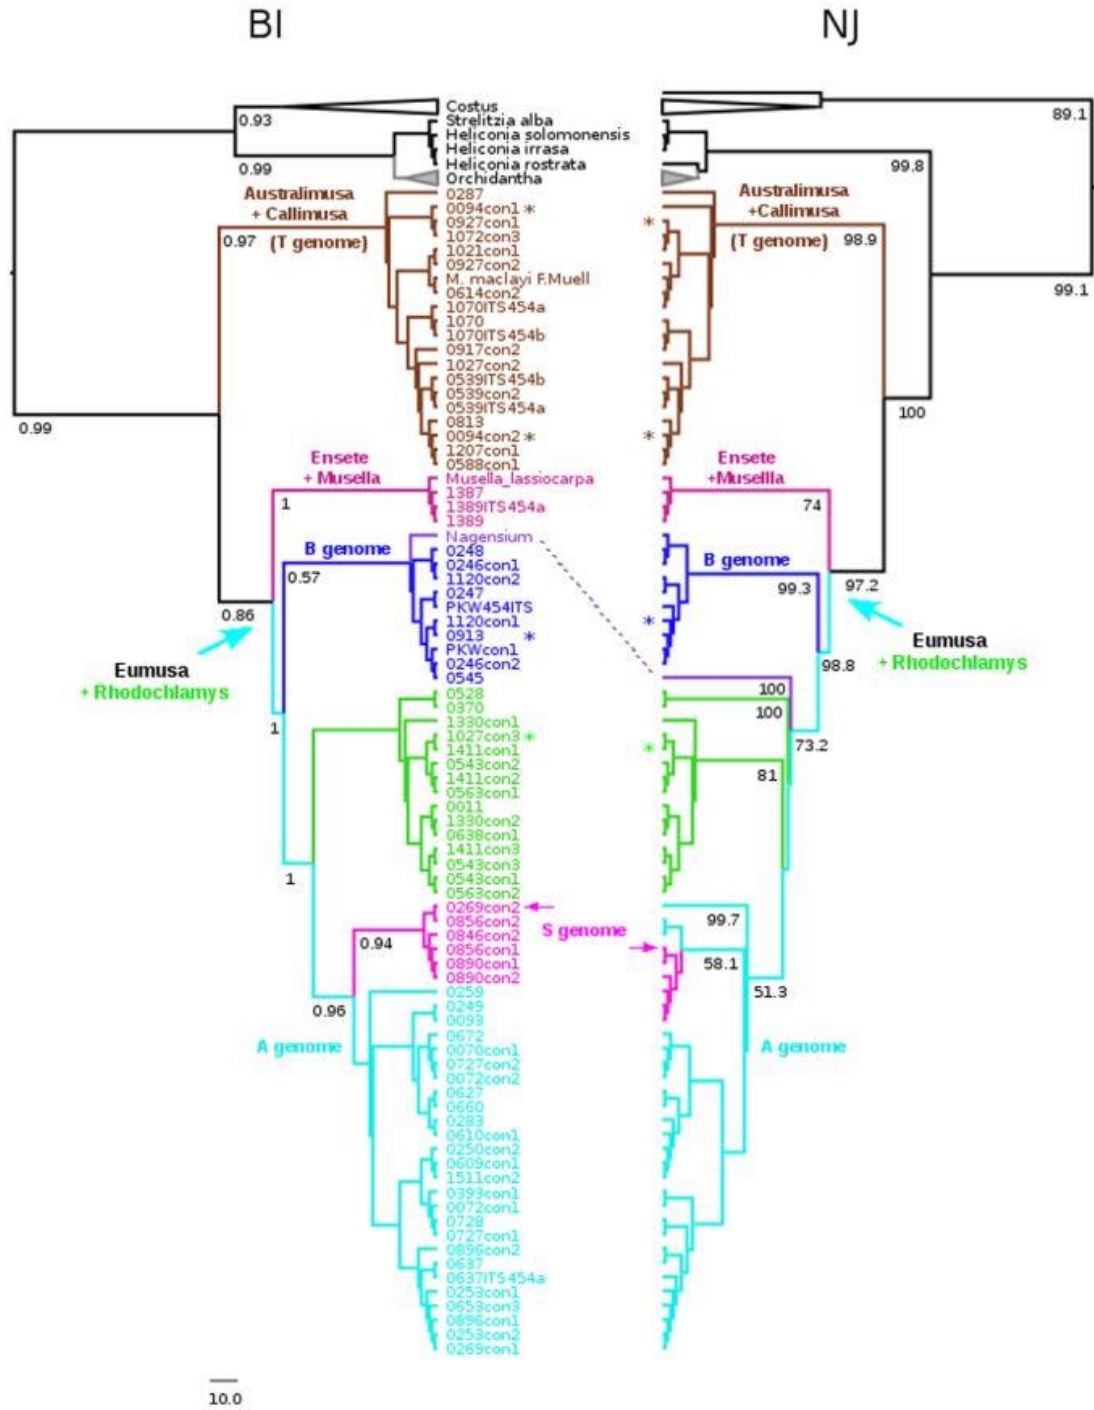 BI
NJ
Costus
Strelitzia alba
Heliconia solomonensis
Heliconia irrasa
Heliconia rostrata
Orchidantha
0287
0094con1 *
0927con1
1072con3
1021con1
0927con2
M. maclayi F.Muell
0614con2
1070ITS454a
1070
1070ITS454b
0917con2
1027con2
0539ITS454b
0539con2
0539ITS454a
0813
0094con2 *
1207con1
0588con1
Musella_lassiocarpa
1387
1389ITS454a
1389
Nagensium
0248
0246con1
1120con2
0247
PKW454ITS
1120con1
0913 *
PKWcon1
0246con2
0545
0528
0370
1330con1
1027con3 *
1411con1
0543con2
1411con2
0563con1
0011
1330con2
0638con1
1411con3
0543con3
0543con1
0563con2
0269con2
0856con2
0846con2
0856con1
0890con1
0890con2
0259
0249
0093
0672
0070con1
0727con2
0072con2
0627
0660
0283
0610con1
0250con2
0609con1
1511con2
0393con1
0072con1
0728
0727con1
0896con2
0637
0637ITS454a
0253con1
0653con3
0896con1
0253con2
0269con1
0.93
0.99
Australimusa
+ Callimusa
(T genome)
0.97
0.99
Ensete
+ Musella
1
B genome
0.57
0.86
Eumusa
+ Rhodochlamys
1
1
0.94
0.96
A genome
10.0
S genome
89.1
99.8
Australimusa
+Callimusa
(T genome)
98.9
99.1
100
Ensete
+Musellla
74
B genome
99.3
97.2
Eumusa
+ Rhodochlamys
98.8
100
100
73.2
81
99.7
58.1
51.3
A genome
*
*
*
*